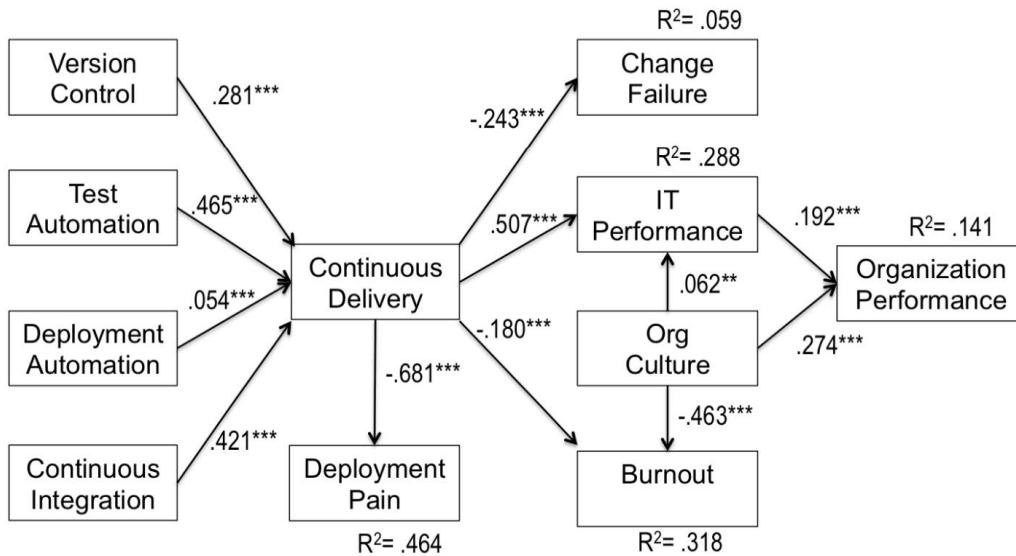 R²= .059
Version
Control
Change
Failure
.281***
-.243***
R²= .288
Test
Automation
IT
Performance
.465***
.507***
.192***
R²= .141
Continuous
Delivery
Organization
Performance
.054***
.062**
Deployment
Automation
-.180***
Org
Culture
.274***
-.681***
-.463***
.421***
Continuous
Integration
Deployment
Pain
Burnout
R²= .464
R²= .318